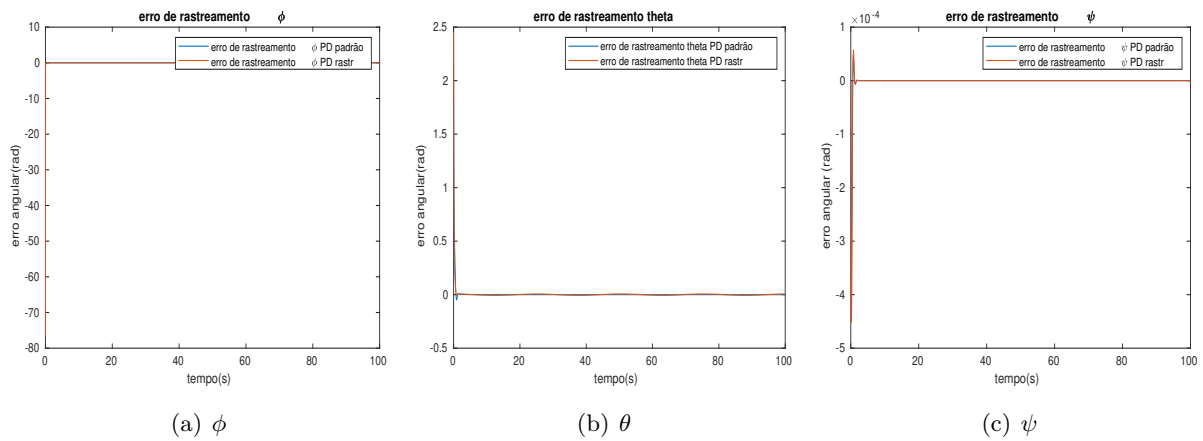 erro de rastreamento ϕ
10
0
-10
-20
-30
-40
-50
-60
-70
-80
erro angular(rad)
erro de rastreamento ϕ PD padrão
erro de rastreamento ϕ PD rastr
0 20 40 60 80 100
tempo(s)
(a) ϕ
erro de rastreamento theta
2.5
2
1.5
1
0.5
0
-0.5
erro angular(rad)
erro de rastreamento theta PD padrão
erro de rastreamento theta PD rastr
0 20 40 60 80 100
tempo(s)
(b) θ
erro de rastreamento ψ
×10⁻⁴
1
0
-1
-2
-3
-4
-5
erro angular (rad)
erro de rastreamento ψ PD padrão
erro de rastreamento ψ PD rastr
0 20 40 60 80 100
tempo(s)
(c) ψ